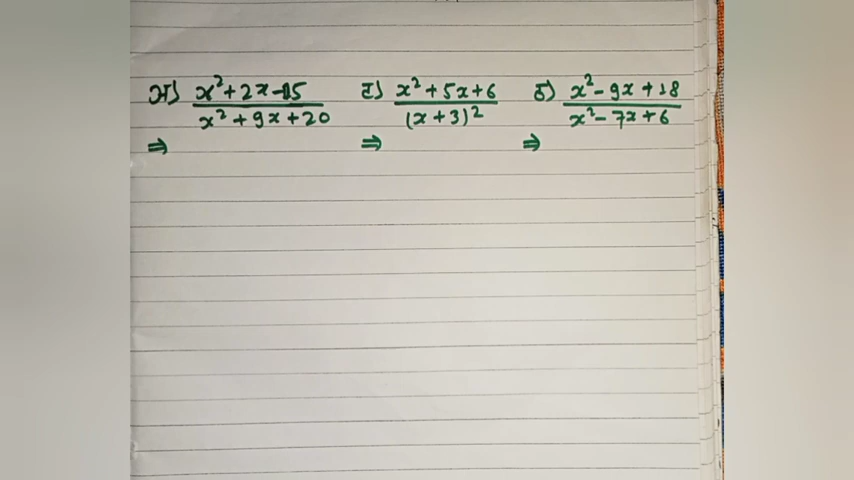 ञ) x²+2x-15 / x²+9x+20
ट) x²+5x+6 / (x+3)²
ठ) x²-9x+18 / x²-7x+6
⇒ ⇒ ⇒